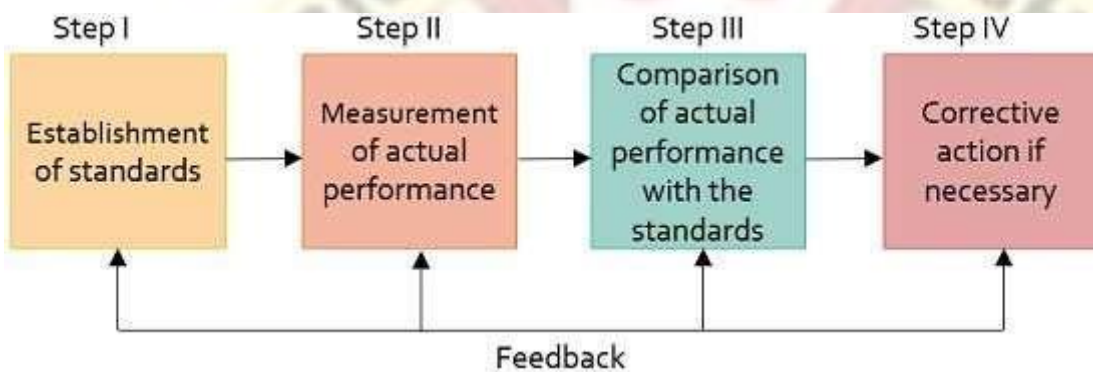 Step I
Step II
Step III
Step IV
Establishment
of standards
Measurement
of actual
performance
Comparison
of actual
performance
with the
standards
Corrective
action if
necessary
Feedback